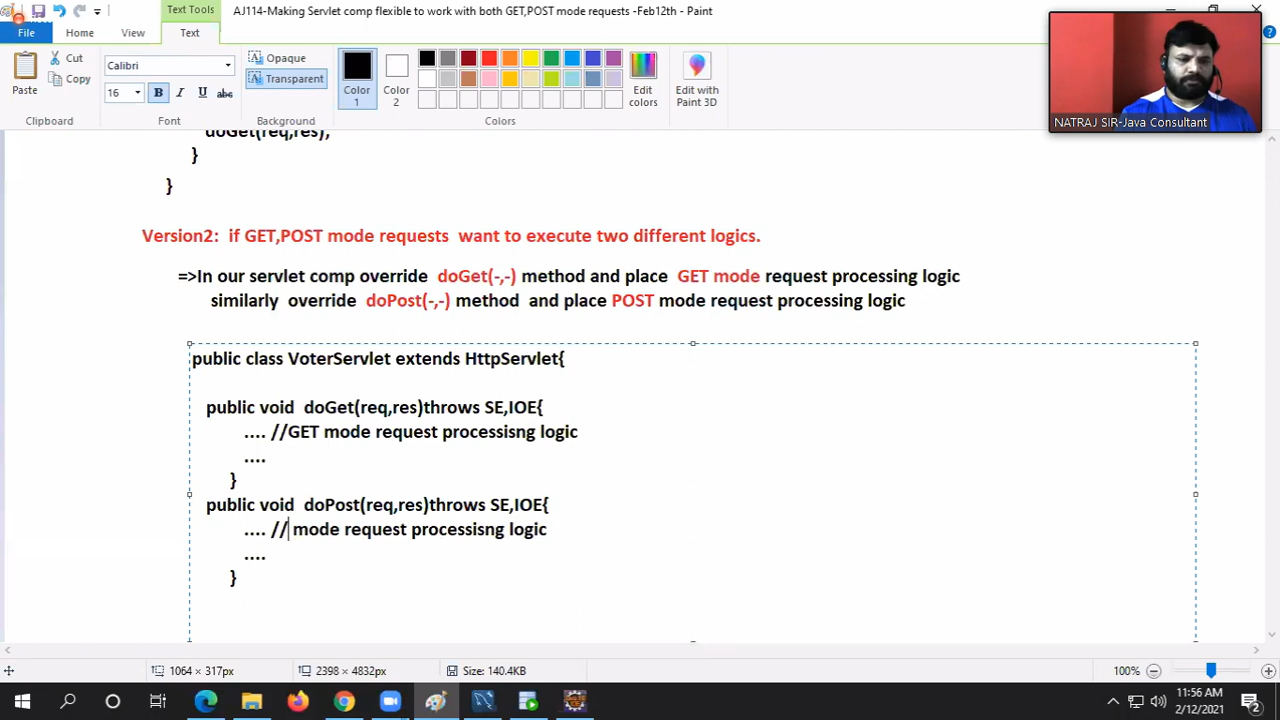 Text Tools
AJ114-Making Servlet comp flexible to work with both GET,POST mode requests -Feb12th - Paint
File
Home
View
Text
Paste
Cut
Copy
Clipboard
Calibri
16
B I U abc
Font
Opaque
Transparent
Background
Color 1
Color 2
Edit colors
Edit with Paint 3D
Colors
NATRAJ SIR-Java Consultant
doGet(req,res);
}
}
Version2: if GET,POST mode requests want to execute two different logics.
=>In our servlet comp override doGet(-,-) method and place GET mode request processing logic
similarly override doPost(-,-) method and place POST mode request processing logic
public class VoterServlet extends HttpServlet{
public void doGet(req,res)throws SE,IOE{
.... //GET mode request processisng logic
....
}
public void doPost(req,res)throws SE,IOE{
.... // mode request processisng logic
....
}
1064 × 317px
2398 × 4832px
Size: 140.4KB
100%
11:56 AM
2/12/2021
2